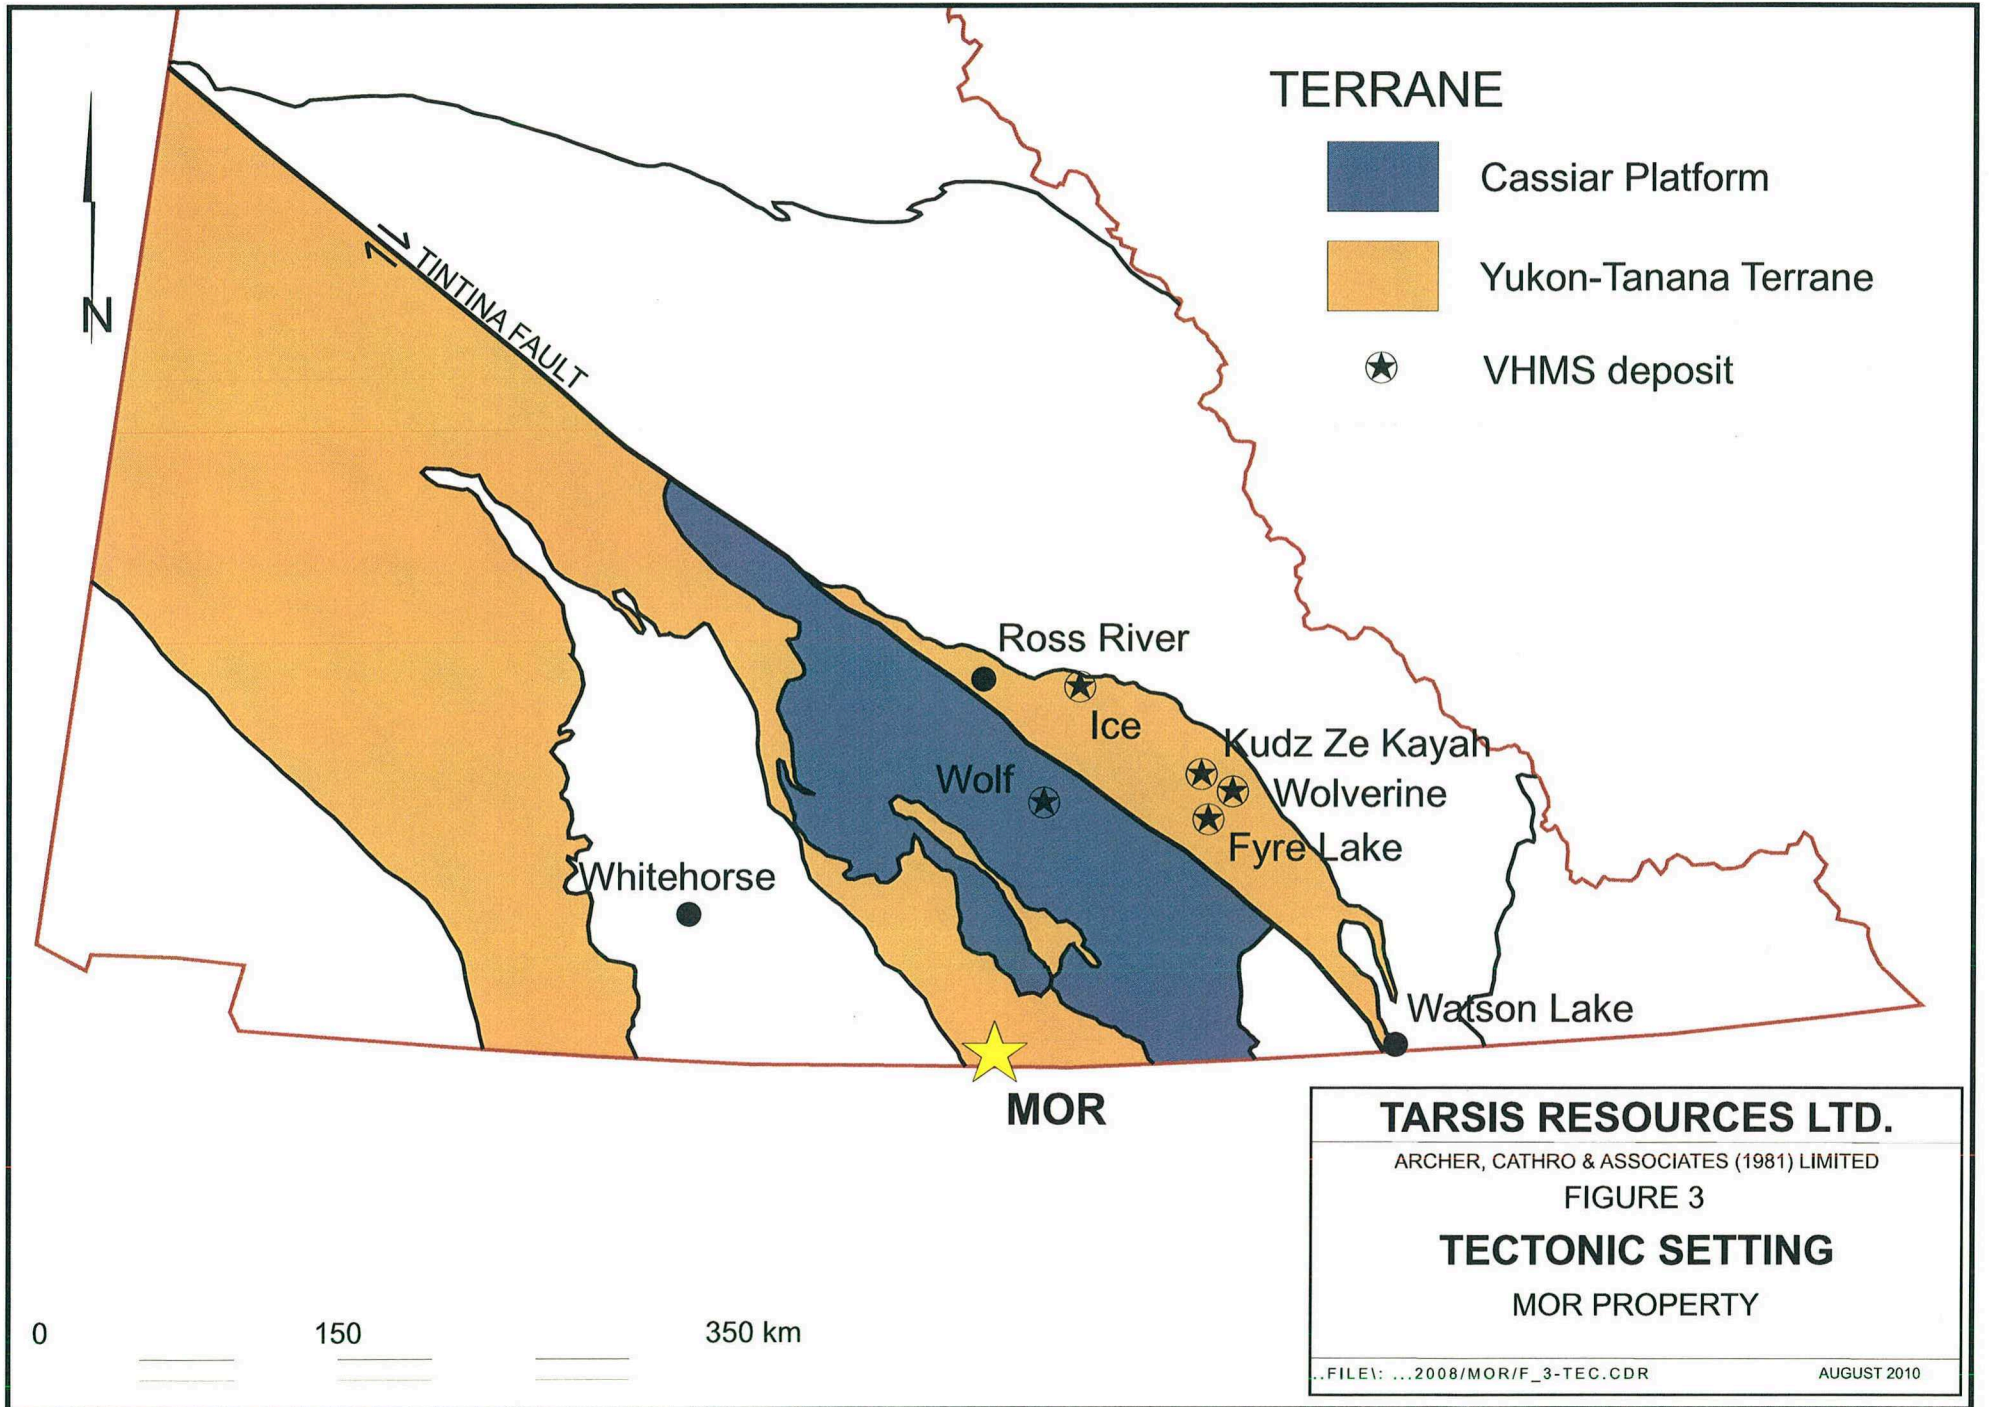 TERRANE
Cassiar Platform
Yukon-Tanana Terrane
VHMS deposit
N
TINTINA FAULT
Ross River
Ice
Kudz Ze Kayah
Wolf
Wolverine
Fyre Lake
Whitehorse
Watson Lake
MOR
TARSIS RESOURCES LTD.
ARCHER, CATHRO & ASSOCIATES (1981) LIMITED
FIGURE 3
TECTONIC SETTING
MOR PROPERTY
0 150 350 km
..FILE\: ...2008/MOR/F_3-TEC.CDR AUGUST 2010